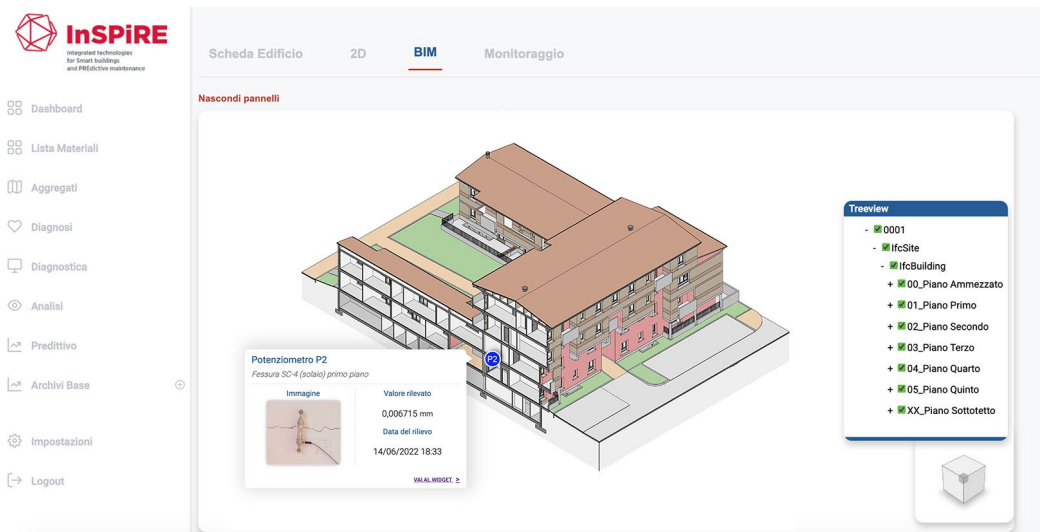 InSPiRE
Integrated technologies
for Smart buildings
and PREdictive maintenance
Scheda Edificio
2D
BIM
Monitoraggio
Nascondi pannelli
Dashboard
Lista Materiali
Aggregati
Diagnosi
Diagnostica
Analisi
Predittivo
Archivi Base
Impostazioni
Logout
P2
Potenziometro P2
Fessura SC-4 (solaio) primo piano
Immagine
Valore rilevato
0,006715 mm
Data del rilievo
14/06/2022 18:33
VAI AL WIDGET >
Treeview
- 0001
- IfcSite
- IfcBuilding
+ 00_Piano Ammezzato
+ 01_Piano Primo
+ 02_Piano Secondo
+ 03_Piano Terzo
+ 04_Piano Quarto
+ 05_Piano Quinto
+ XX_Piano Sottotetto